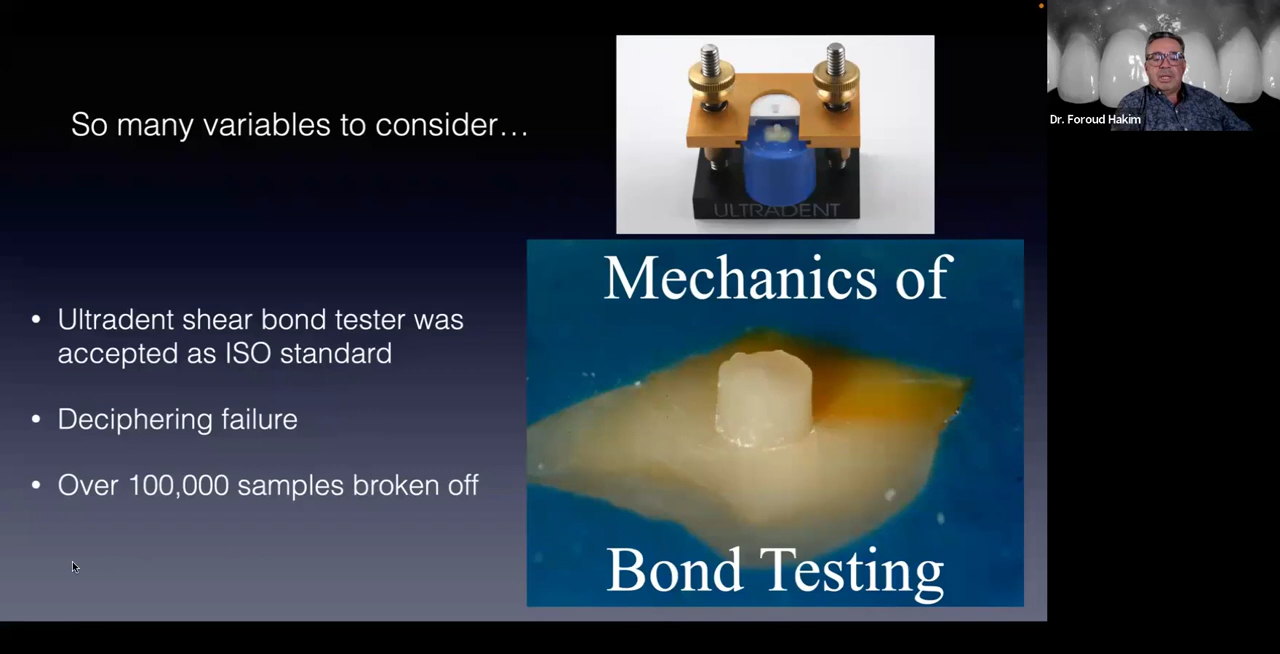 So many variables to consider…
ULTRADENT
Mechanics of
• Ultradent shear bond tester was
accepted as ISO standard
• Deciphering failure
• Over 100,000 samples broken off
Bond Testing
Dr. Foroud Hakim